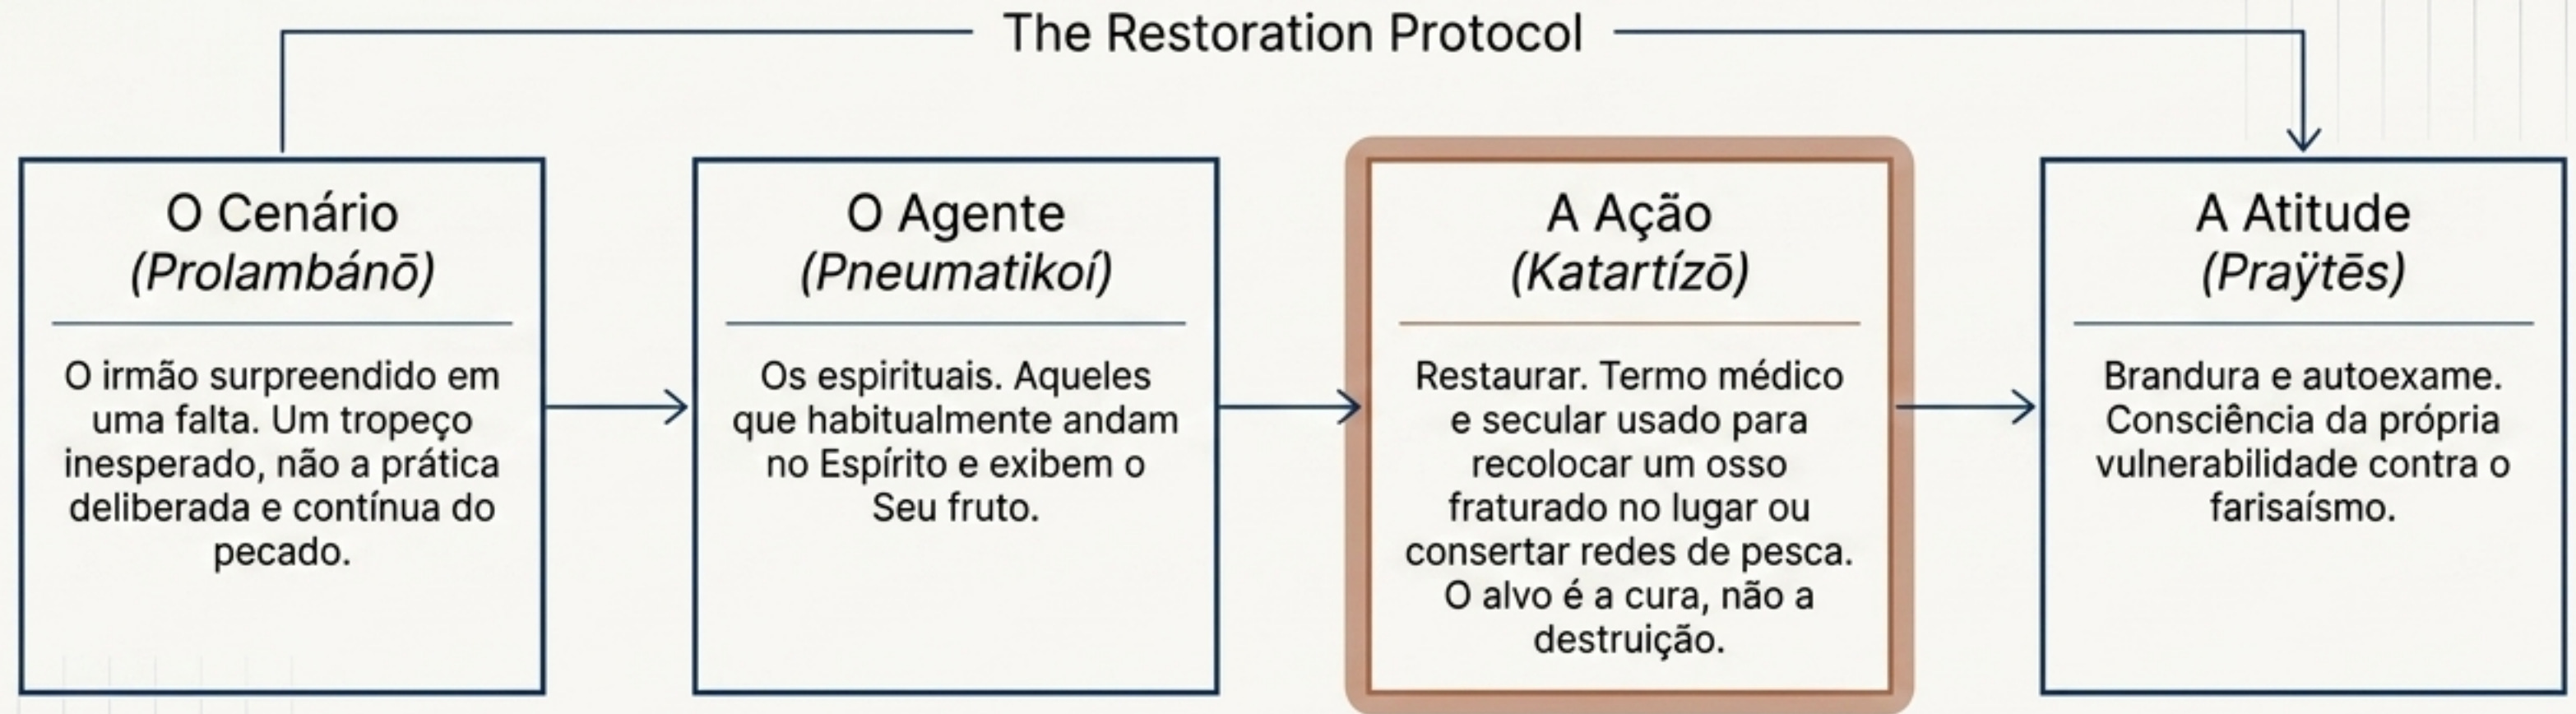 The Restoration Protocol
O Cenário
(Prolambánō)
O irmão surpreendido em
uma falta. Um tropeço
inesperado, não a prática
deliberada e contínua do
pecado.
O Agente
(Pneumatikoí)
Os espirituais. Aqueles
que habitualmente andam
no Espírito e exibem o
Seu fruto.
A Ação
(Katartízō)
Restaurar. Termo médico
e secular usado para
recolocar um osso
fraturado no lugar ou
consertar redes de pesca.
O alvo é a cura, não a
destruição.
A Atitude
(Praÿtēs)
Brandura e autoexame.
Consciência da própria
vulnerabilidade contra o
farisaísmo.